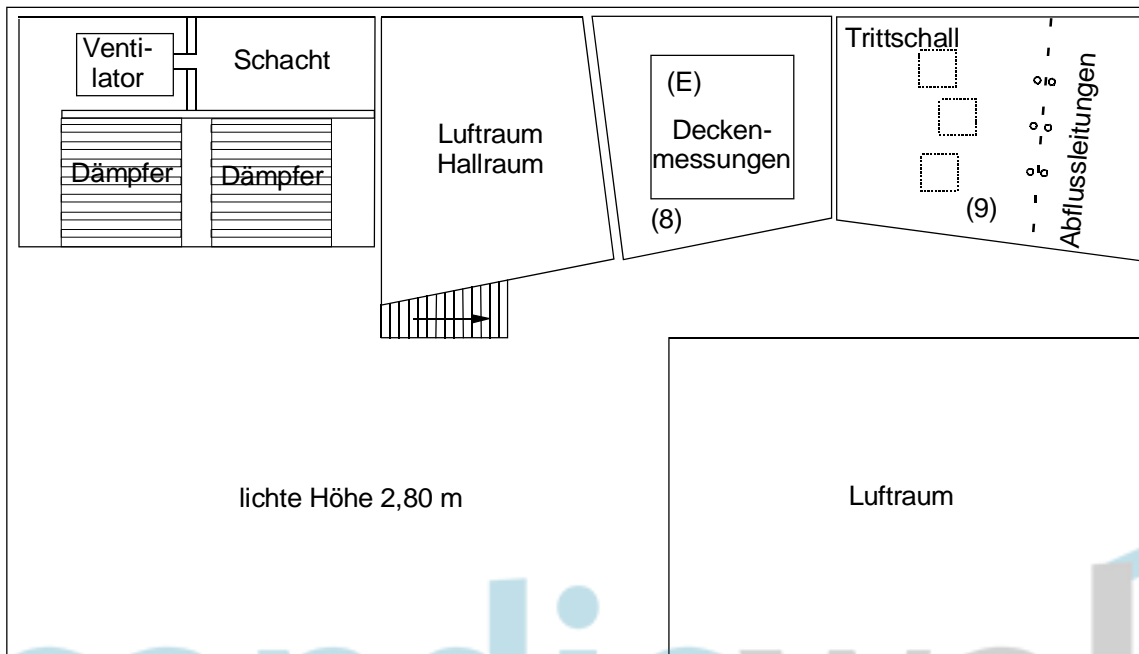 Venti-
lator
Schacht
Dämpfer
Dämpfer
Luftraum
Hallraum
(E)
Decken-
messungen
(8)
Trittschall
(9)
Abflussleitungen
lichte Höhe 2,80 m
Luftraum